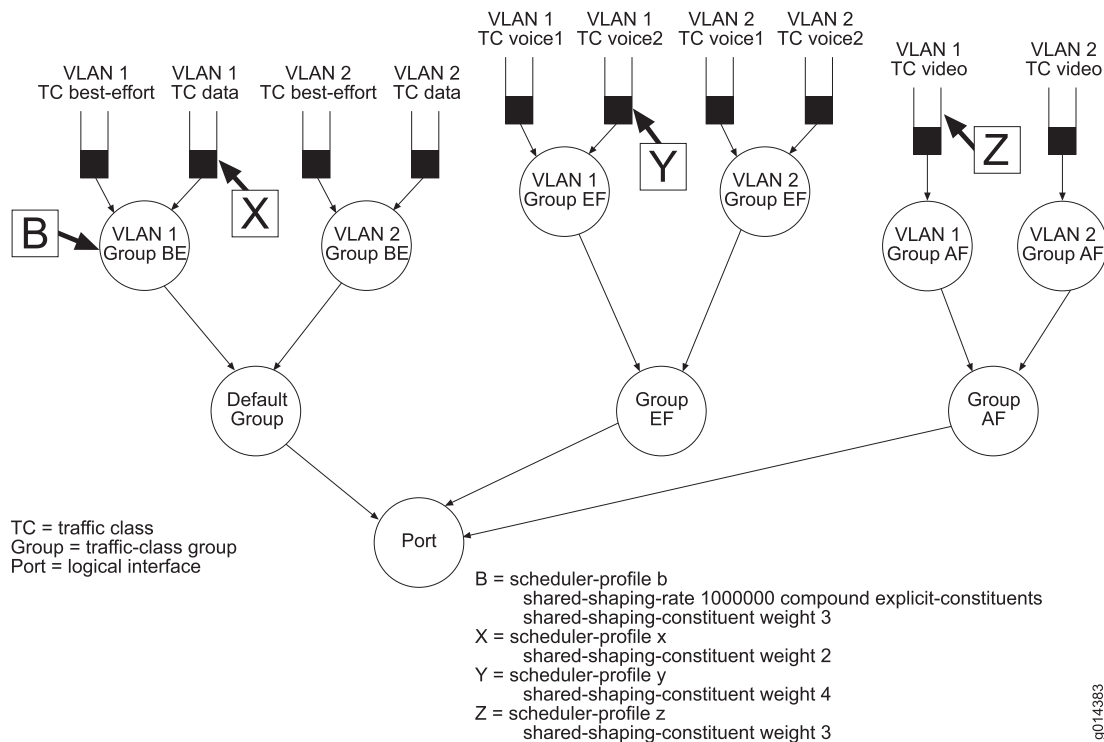 VLAN 1
TC voice1
VLAN 1
TC voice2
VLAN 2
TC voice1
VLAN 2
TC voice2
VLAN 1
TC video
VLAN 2
TC video
VLAN 1
TC best-effort
VLAN 1
TC data
VLAN 2
TC best-effort
VLAN 2
TC data
B
X
Y
Z
VLAN 1
Group BE
VLAN 2
Group BE
VLAN 1
Group EF
VLAN 2
Group EF
VLAN 1
Group AF
VLAN 2
Group AF
Default
Group
Group
EF
Group
AF
Port
TC = traffic class
Group = traffic-class group
Port = logical interface
B = scheduler-profile b
shared-shaping-rate 1000000 compound explicit-constituents
shared-shaping-constituent weight 3
X = scheduler-profile x
shared-shaping-constituent weight 2
Y = scheduler-profile y
shared-shaping-constituent weight 4
Z = scheduler-profile z
shared-shaping-constituent weight 3
g014383